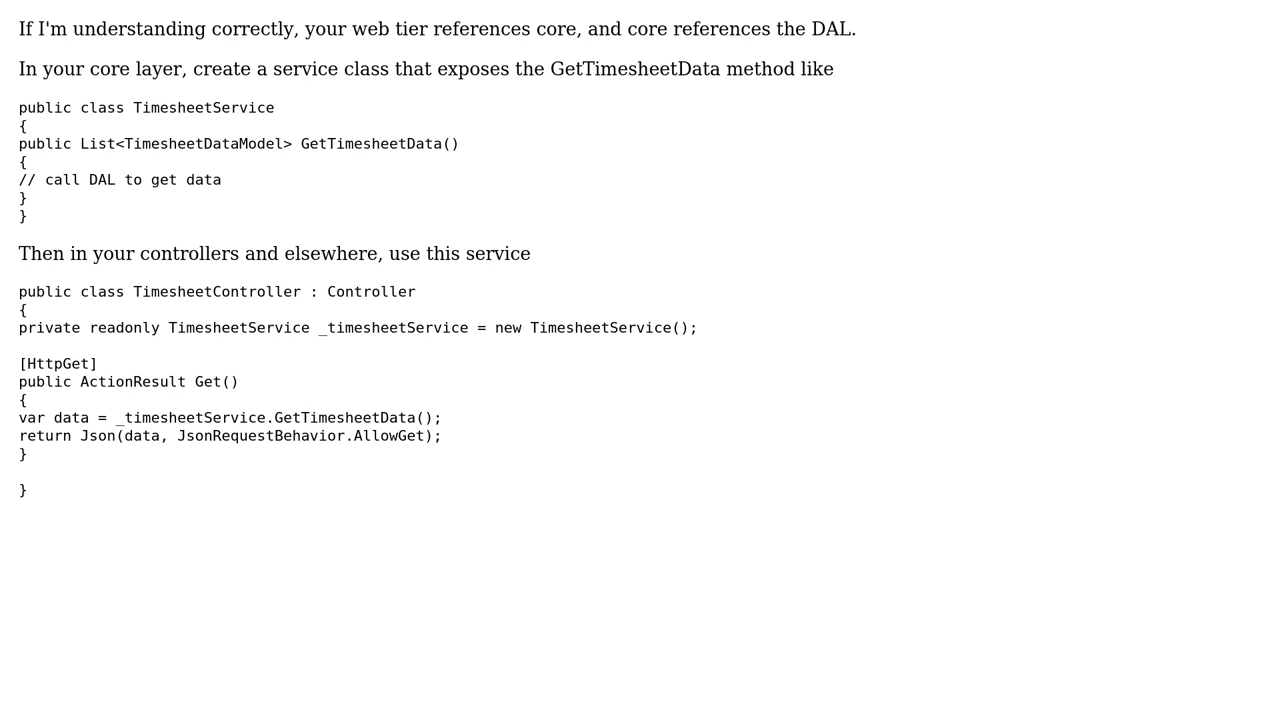 If I'm understanding correctly, your web tier references core, and core references the DAL.
In your core layer, create a service class that exposes the GetTimesheetData method like
public class TimesheetService
{
public List<TimesheetDataModel> GetTimesheetData()
{
// call DAL to get data
}
}
Then in your controllers and elsewhere, use this service
public class TimesheetController : Controller
{
private readonly TimesheetService _timesheetService = new TimesheetService();
[HttpGet]
public ActionResult Get()
{
var data = _timesheetService.GetTimesheetData();
return Json(data, JsonRequestBehavior.AllowGet);
}
}